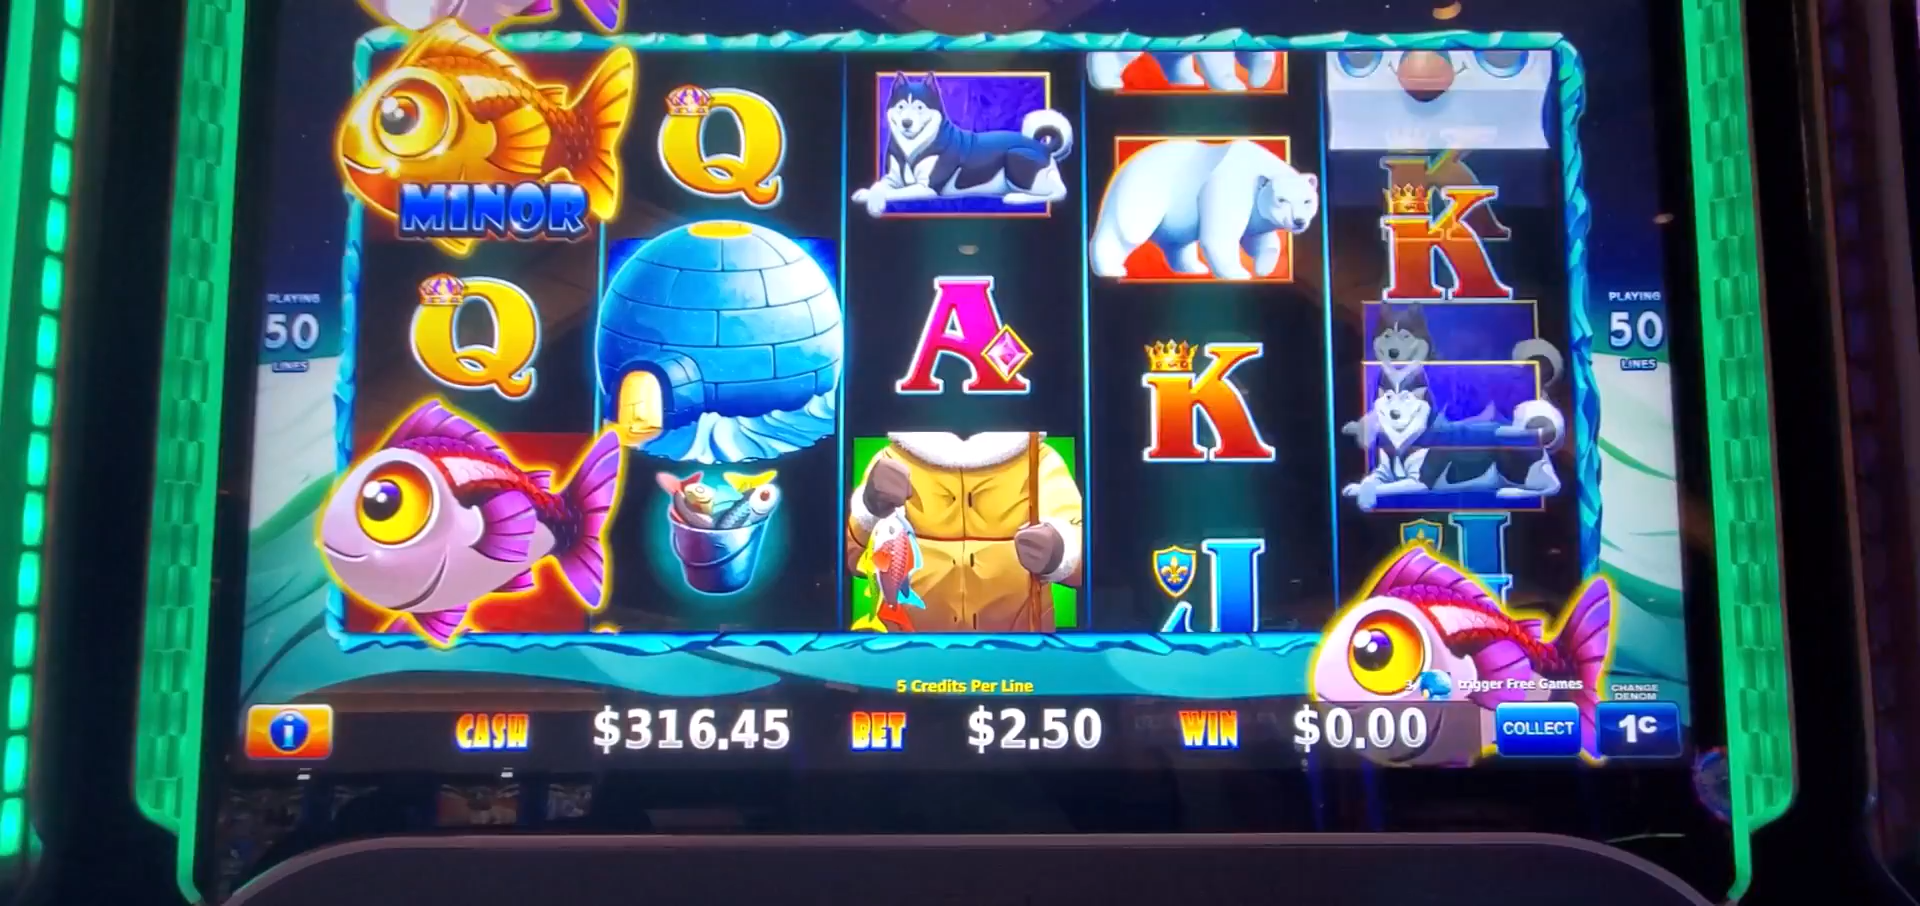 Q
MINOR
K
K
PLAYING
50
LINES
Q
A
K
PLAYING
50
LINES
J
J
5 Credits Per Line
trigger Free Games
CHANGE
DENOM
i
CASH $316.45 BET $2.50 WIN $0.00
COLLECT
1¢